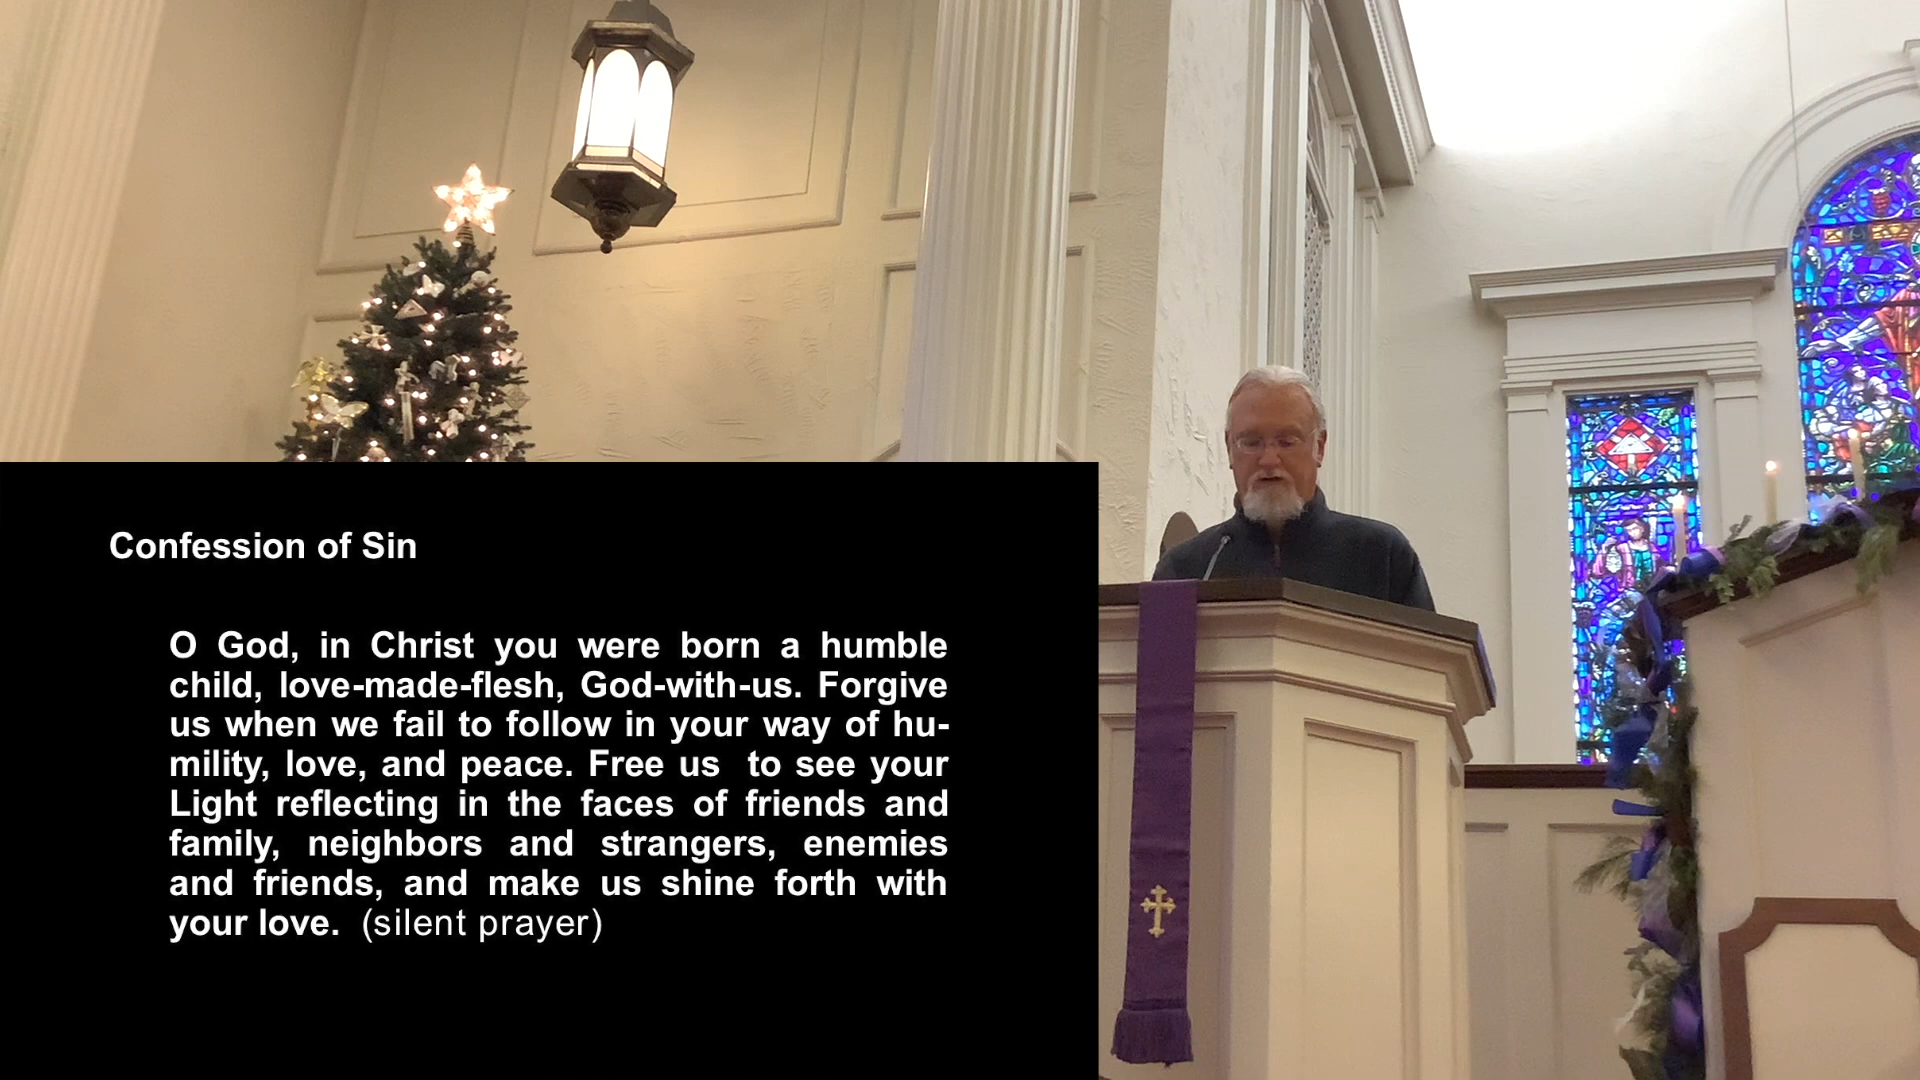 Confession of Sin
O God, in Christ you were born a humble
child, love-made-flesh, God-with-us. Forgive
us when we fail to follow in your way of hu-
mility, love, and peace. Free us  to see your
Light reflecting in the faces of friends and
family, neighbors and strangers, enemies
and friends, and make us shine forth with
your love.  (silent prayer)